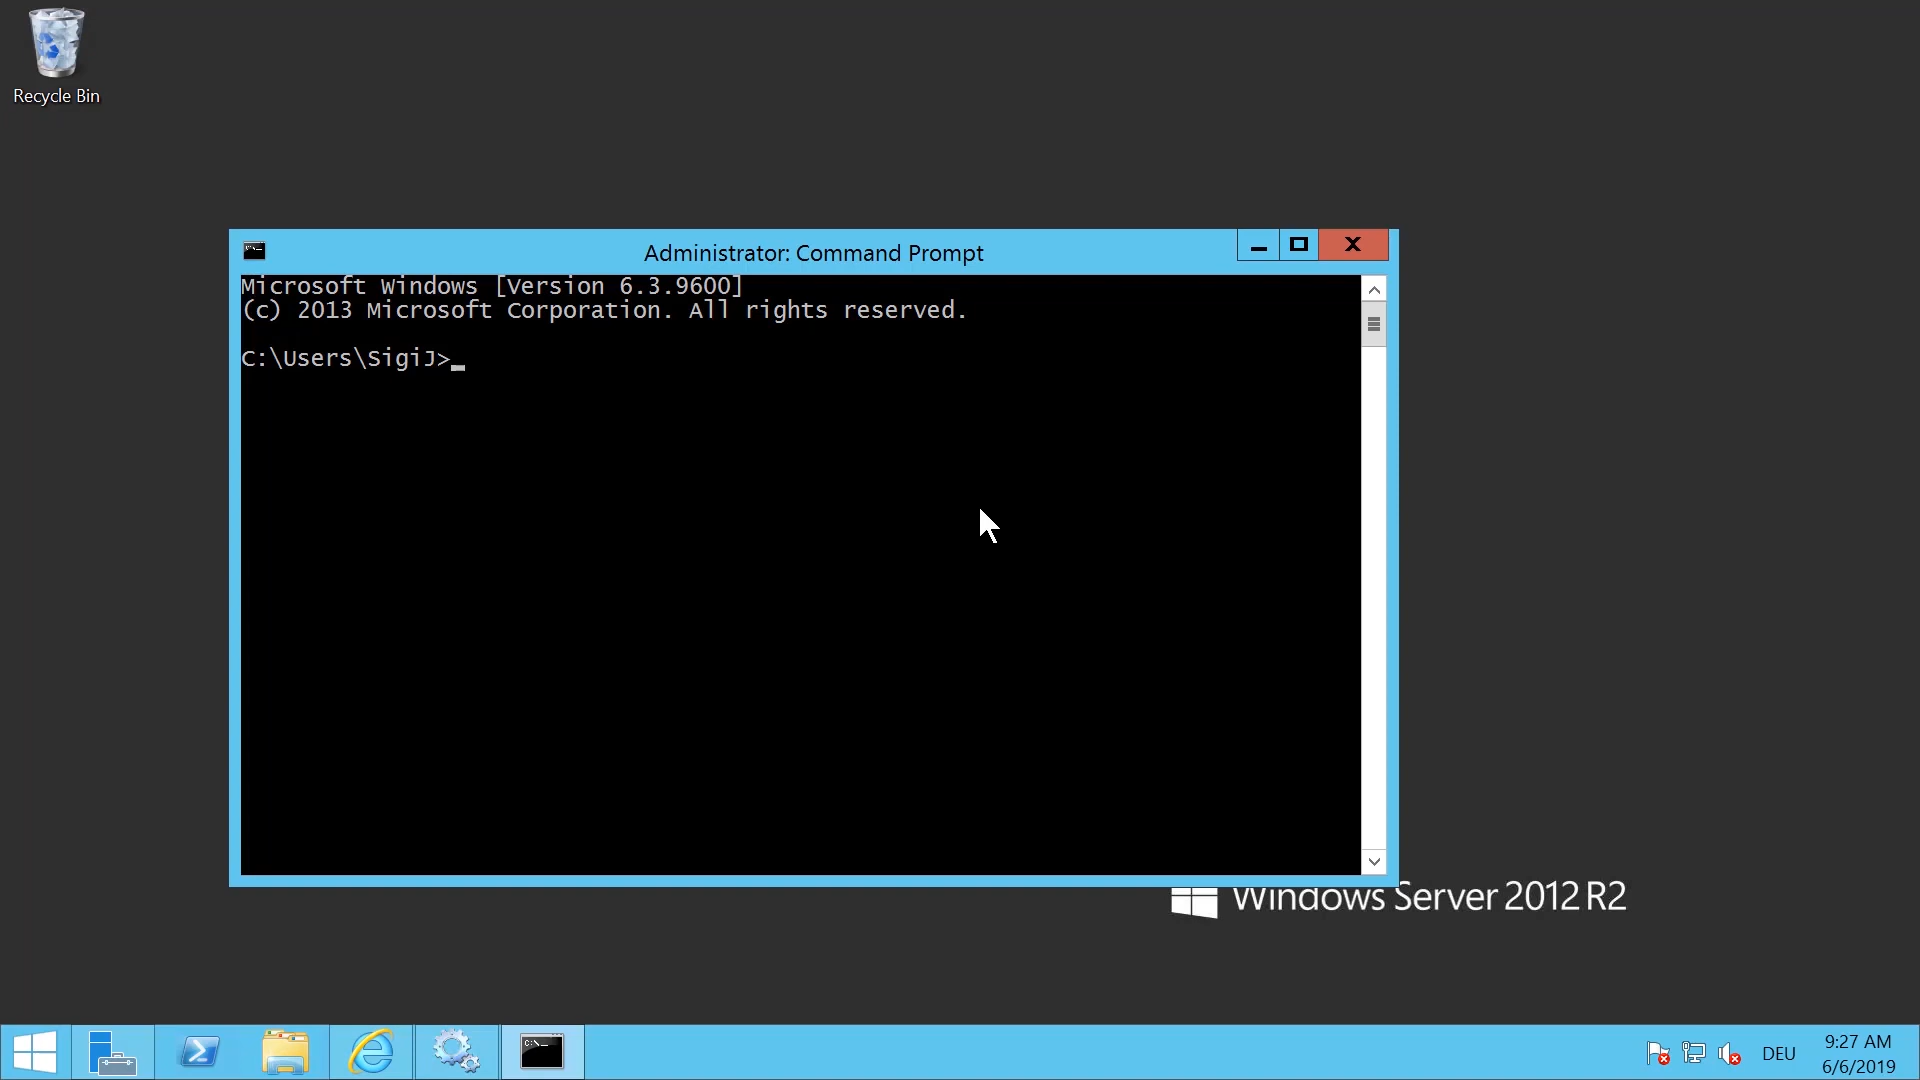 Recycle Bin
Administrator: Command Prompt
Microsoft Windows [Version 6.3.9600]
(c) 2013 Microsoft Corporation. All rights reserved.
C:\Users\SigiJ>
Windows Server 2012 R2
DEU
9:27 AM
6/6/2019